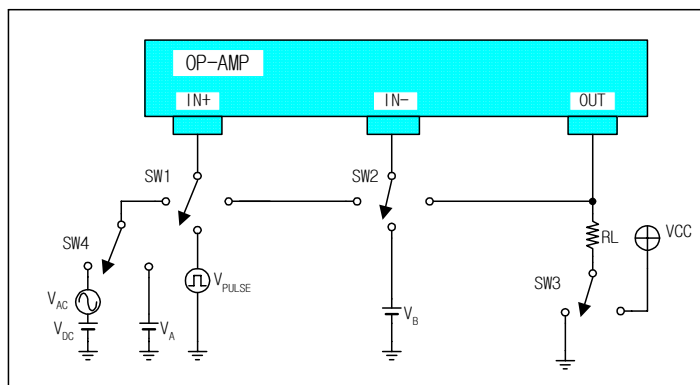 OP-AMP
IN+ IN- OUT
SW1 SW2
SW4 RL VCC
SW3
V_AC V_PULSE
V_DC V_A V_B